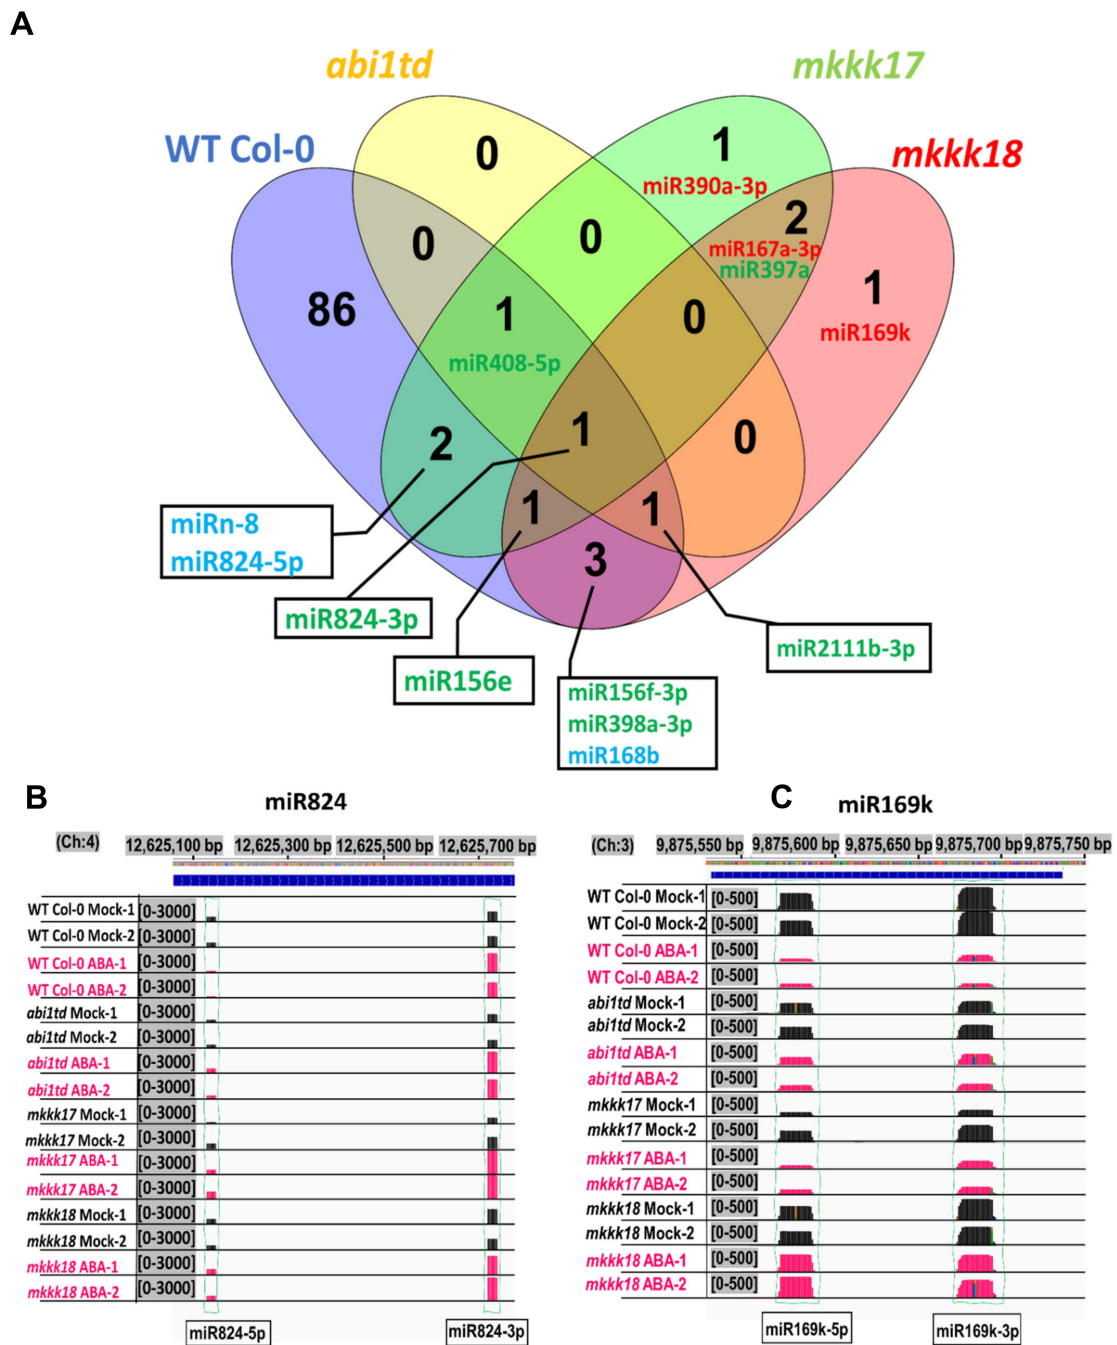 A
abi1td
mkkk17
WT Col-0
mkkk18
0
1
miR390a-3p
2
miR167a-3p
miR397a
0
0
86
1
miR408-5p
0
1
miR169k
2
1
0
1
1
3
miRn-8
miR824-5p
miR824-3p
miR156e
miR2111b-3p
miR156f-3p
miR398a-3p
miR168b
B
miR824
(Ch:4) 12,625,100 bp 12,625,300 bp 12,625,500 bp 12,625,700 bp
WT Col-0 Mock-1 [0-3000]
WT Col-0 Mock-2 [0-3000]
WT Col-0 ABA-1 [0-3000]
WT Col-0 ABA-2 [0-3000]
abi1td Mock-1 [0-3000]
abi1td Mock-2 [0-3000]
abi1td ABA-1 [0-3000]
abi1td ABA-2 [0-3000]
mkkk17 Mock-1 [0-3000]
mkkk17 Mock-2 [0-3000]
mkkk17 ABA-1 [0-3000]
mkkk17 ABA-2 [0-3000]
mkkk18 Mock-1 [0-3000]
mkkk18 Mock-2 [0-3000]
mkkk18 ABA-1 [0-3000]
mkkk18 ABA-2 [0-3000]
miR824-5p
miR824-3p
C
miR169k
(Ch:3) 9,875,550 bp 9,875,600 bp 9,875,650 bp 9,875,700 bp 9,875,750 bp
WT Col-0 Mock-1 [0-500]
WT Col-0 Mock-2 [0-500]
WT Col-0 ABA-1 [0-500]
WT Col-0 ABA-2 [0-500]
abi1td Mock-1 [0-500]
abi1td Mock-2 [0-500]
abi1td ABA-1 [0-500]
abi1td ABA-2 [0-500]
mkkk17 Mock-1 [0-500]
mkkk17 Mock-2 [0-500]
mkkk17 ABA-1 [0-500]
mkkk17 ABA-2 [0-500]
mkkk18 Mock-1 [0-500]
mkkk18 Mock-2 [0-500]
mkkk18 ABA-1 [0-500]
mkkk18 ABA-2 [0-500]
miR169k-5p
miR169k-3p